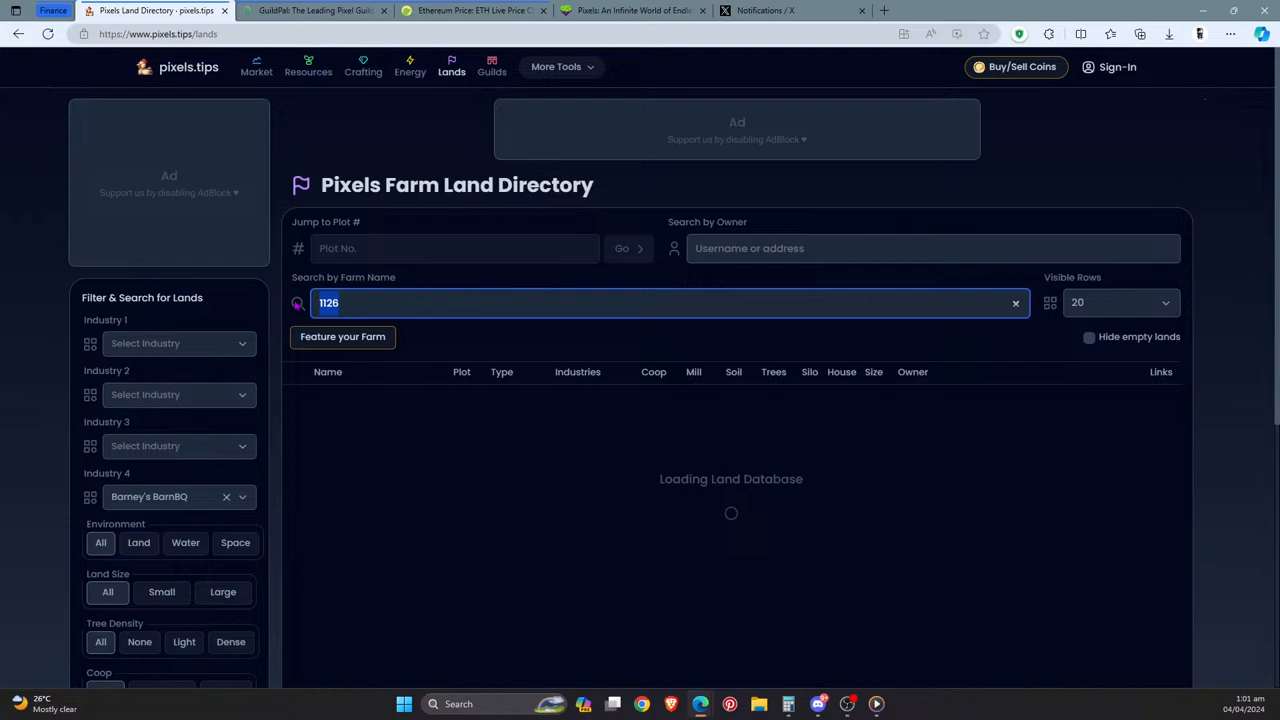 Finance
Pixels Land Directory · pixels.tips
GuildPal: The Leading Pixel Guild
Ethereum Price: ETH Live Price C
Pixels: An Infinite World of Endle
Notifications / X
https://www.pixels.tips/lands
pixels.tips
Market
Resources
Crafting
Energy
Lands
Guilds
More Tools
Buy/Sell Coins
Sign-In
Ad
Support us by disabling AdBlock ♥
Ad
Support us by disabling AdBlock ♥
Pixels Farm Land Directory
Jump to Plot #
Search by Owner
# Plot No.
Go >
Username or address
Search by Farm Name
Visible Rows
1126
20
Feature your Farm
Hide empty lands
Name Plot Type Industries Coop Mill Soil Trees Silo House Size Owner Links
Loading Land Database
Filter & Search for Lands
Industry 1
Select Industry
Industry 2
Select Industry
Industry 3
Select Industry
Industry 4
Barney's BarnBQ
Environment
All Land Water Space
Land Size
All Small Large
Tree Density
All None Light Dense
Coop
26°C
Mostly clear
Search
1:01 am
04/04/2024